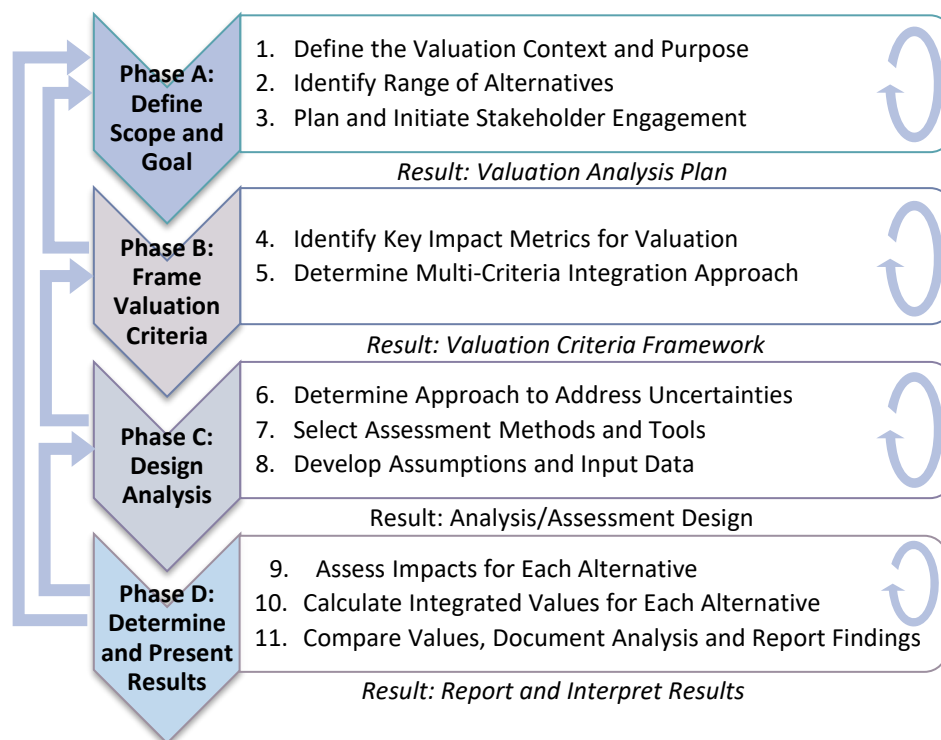 Phase A:
Define
Scope and
Goal
1. Define the Valuation Context and Purpose
2. Identify Range of Alternatives
3. Plan and Initiate Stakeholder Engagement
Result: Valuation Analysis Plan
Phase B:
Frame
Valuation
Criteria
4. Identify Key Impact Metrics for Valuation
5. Determine Multi-Criteria Integration Approach
Result: Valuation Criteria Framework
Phase C:
Design
Analysis
6. Determine Approach to Address Uncertainties
7. Select Assessment Methods and Tools
8. Develop Assumptions and Input Data
Result: Analysis/Assessment Design
Phase D:
Determine
and Present
Results
9. Assess Impacts for Each Alternative
10. Calculate Integrated Values for Each Alternative
11. Compare Values, Document Analysis and Report Findings
Result: Report and Interpret Results